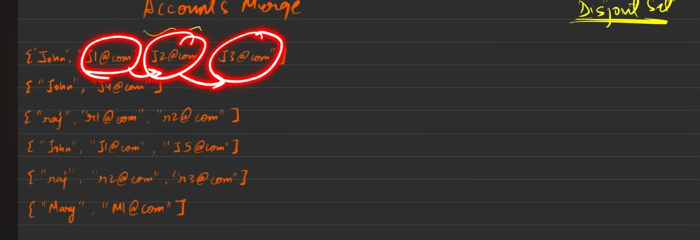 Accounts Merge
Disjoint Set
{"John", "J1@com", "J2@com", "J3@com"]
{"John", "J4@com"]
{"raj", "r1@com", "r2@com"]
{"John", "J1@com", "J5@com"]
{"raj", "r2@com", "r3@com"]
{"Mary", "M1@com"]